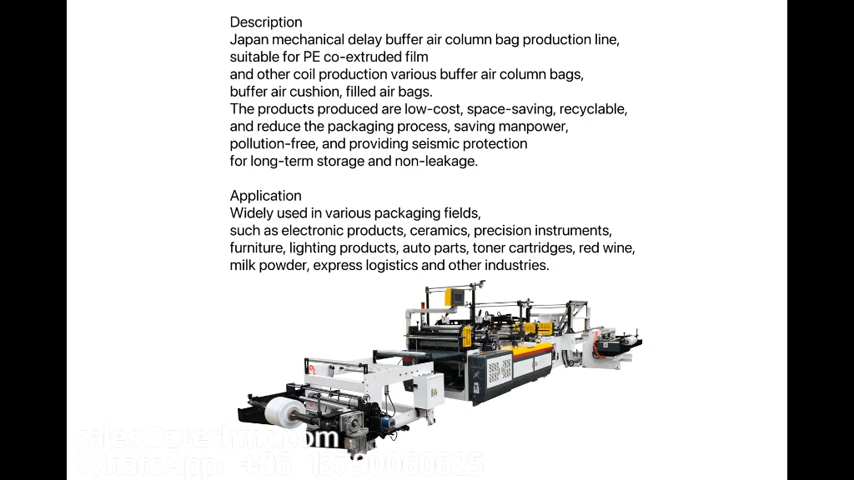 Description
Japan mechanical delay buffer air column bag production line,
suitable for PE co-extruded film
and other coil production various buffer air column bags,
buffer air cushion, filled air bags.
The products produced are low-cost, space-saving, recyclable,
and reduce the packaging process, saving manpower,
pollution-free, and providing seismic protection
for long-term storage and non-leakage.
Application
Widely used in various packaging fields,
such as electronic products, ceramics, precision instruments,
furniture, lighting products, auto parts, toner cartridges, red wine,
milk powder, express logistics and other industries.
WhatsApp: +86